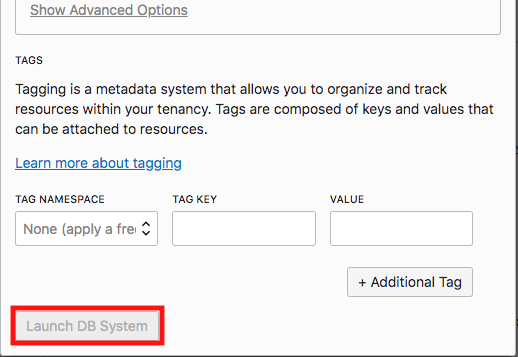 Show Advanced Options
TAGS
Tagging is a metadata system that allows you to organize and track
resources within your tenancy. Tags are composed of keys and values that
can be attached to resources.
Learn more about tagging
TAG NAMESPACE TAG KEY VALUE
None (apply a free
+ Additional Tag
Launch DB System